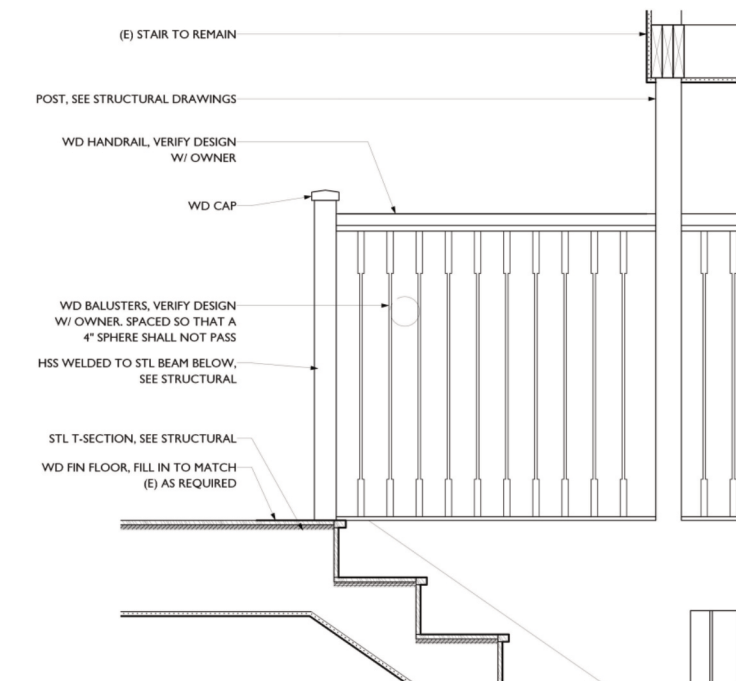 (E) STAIR TO REMAIN
POST, SEE STRUCTURAL DRAWINGS
WD HANDRAIL, VERIFY DESIGN
W/ OWNER
WD CAP
WD BALUSTERS, VERIFY DESIGN
W/ OWNER. SPACED SO THAT A
4" SPHERE SHALL NOT PASS
HSS WELDED TO STL BEAM BELOW,
SEE STRUCTURAL
STL T-SECTION, SEE STRUCTURAL
WD FIN FLOOR, FILL IN TO MATCH
(E) AS REQUIRED